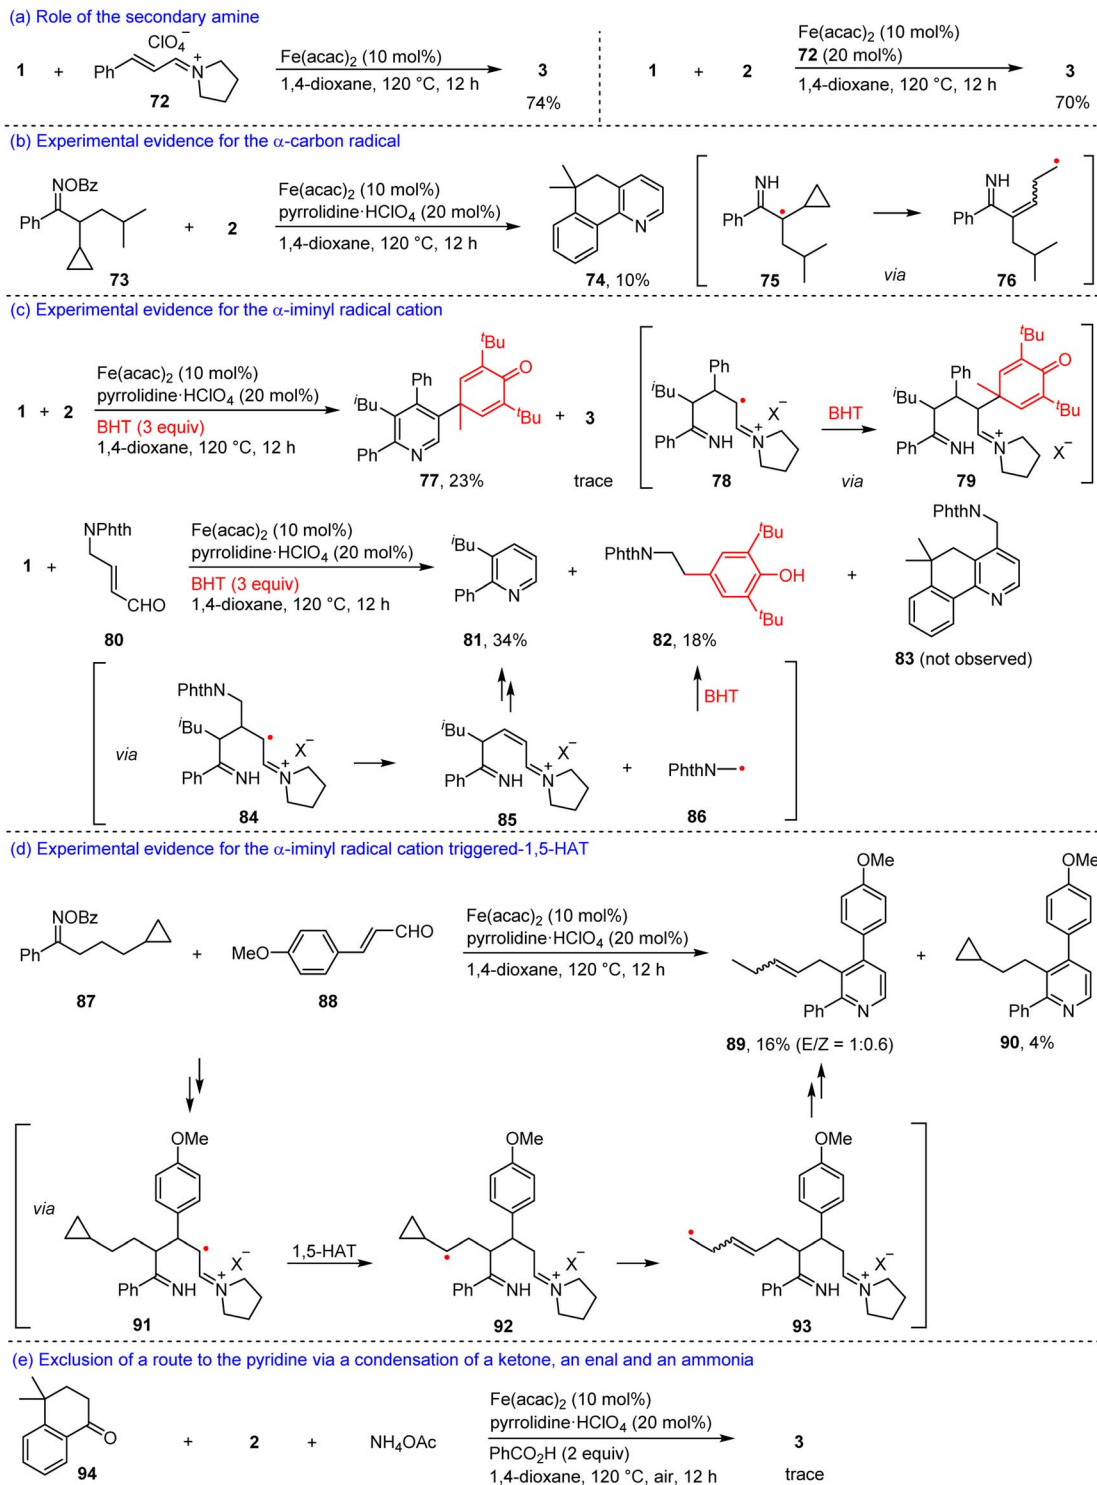 (a) Role of the secondary amine
1 + Ph ClO4− N+ 72
Fe(acac)2 (10 mol%)
1,4-dioxane, 120 °C, 12 h
3
74%
1 + 2
Fe(acac)2 (10 mol%)
72 (20 mol%)
1,4-dioxane, 120 °C, 12 h
3
70%
(b) Experimental evidence for the α-carbon radical
NOBz
Ph
73
+ 2
Fe(acac)2 (10 mol%)
pyrrolidine·HClO4 (20 mol%)
1,4-dioxane, 120 °C, 12 h
N
74, 10%
NH
Ph
75
via
NH
Ph
76
(c) Experimental evidence for the α-iminyl radical cation
1 + 2
Fe(acac)2 (10 mol%)
pyrrolidine·HClO4 (20 mol%)
BHT (3 equiv)
1,4-dioxane, 120 °C, 12 h
tBu
O
Ph
iBu
tBu
Ph N
77, 23%
+ 3
trace
Ph
iBu
X−
Ph NH N+
78
BHT
via
tBu
O
Ph
iBu
tBu
Ph NH N+ X−
79
NPhth
1 +
CHO
80
Fe(acac)2 (10 mol%)
pyrrolidine·HClO4 (20 mol%)
BHT (3 equiv)
1,4-dioxane, 120 °C, 12 h
iBu
Ph N
81, 34%
+
PhthN
tBu
OH
tBu
82, 18%
+
PhthN
N
83 (not observed)
via
PhthN
iBu
X−
Ph NH N+
84
iBu
X−
Ph NH N+
85
+
BHT
PhthN
86
(d) Experimental evidence for the α-iminyl radical cation triggered-1,5-HAT
NOBz
Ph
87
+
CHO
MeO
88
Fe(acac)2 (10 mol%)
pyrrolidine·HClO4 (20 mol%)
1,4-dioxane, 120 °C, 12 h
OMe
Ph N
89, 16% (E/Z = 1:0.6)
+
OMe
Ph N
90, 4%
via
OMe
X−
Ph NH N+
91
1,5-HAT
OMe
X−
Ph NH N+
92
OMe
X−
Ph NH N+
93
(e) Exclusion of a route to the pyridine via a condensation of a ketone, an enal and an ammonia
O
94
+ 2 + NH4OAc
Fe(acac)2 (10 mol%)
pyrrolidine·HClO4 (20 mol%)
PhCO2H (2 equiv)
1,4-dioxane, 120 °C, air, 12 h
3
trace